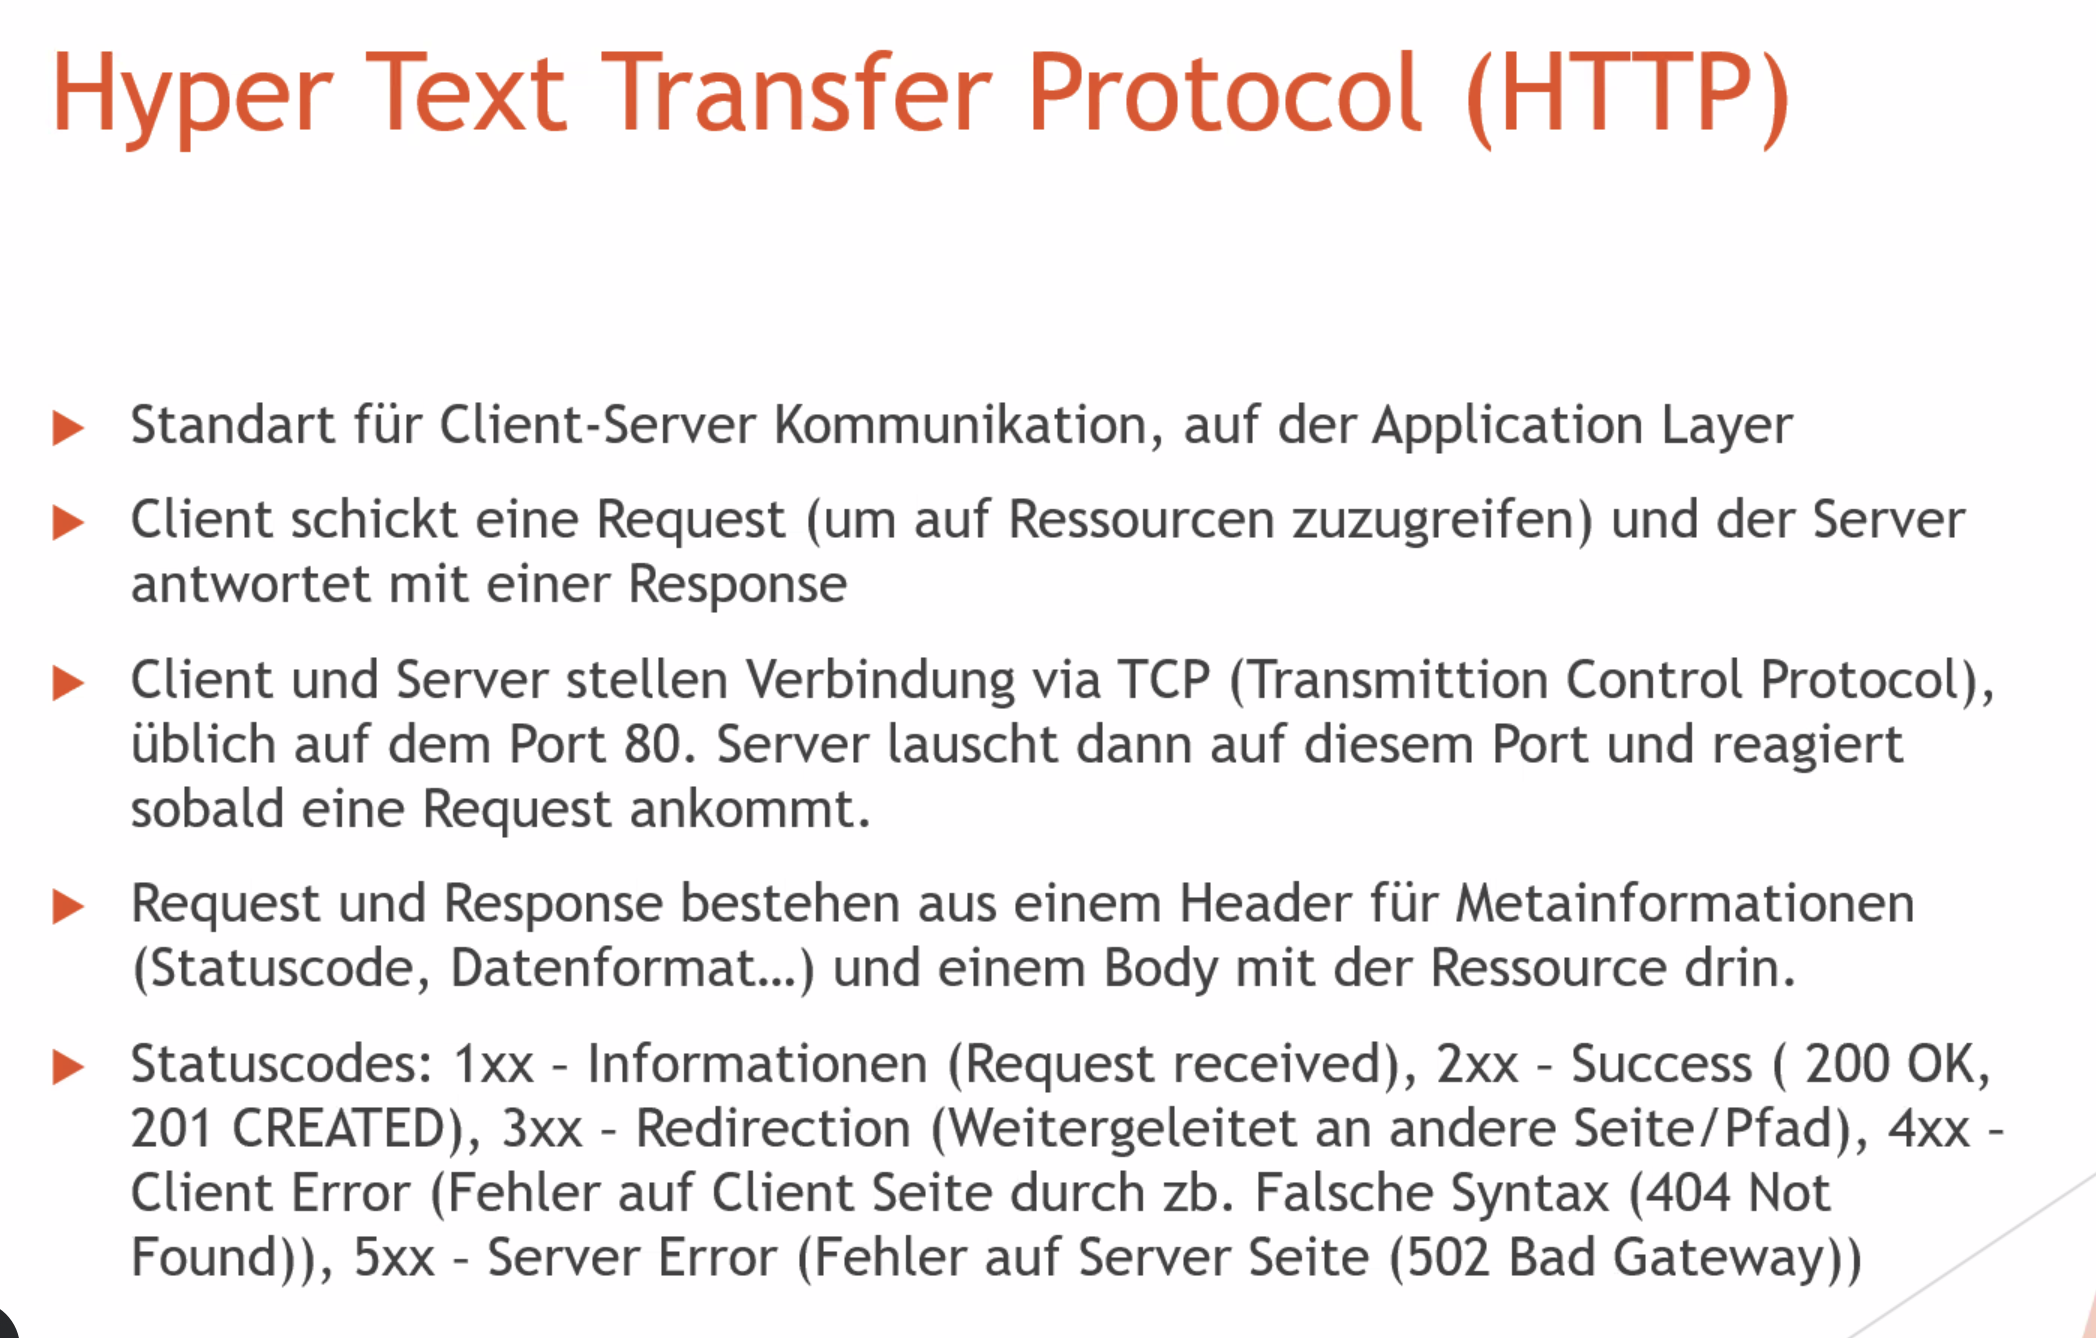 Hyper Text Transfer Protocol (HTTP)
Standart für Client-Server Kommunikation, auf der Application Layer
Client schickt eine Request (um auf Ressourcen zuzugreifen) und der Server
antwortet mit einer Response
Client und Server stellen Verbindung via TCP (Transmittion Control Protocol),
üblich auf dem Port 80. Server lauscht dann auf diesem Port und reagiert
sobald eine Request ankommt.
Request und Response bestehen aus einem Header für Metainformationen
(Statuscode, Datenformat…) und einem Body mit der Ressource drin.
Statuscodes: 1xx – Informationen (Request received), 2xx – Success ( 200 OK,
201 CREATED), 3xx – Redirection (Weitergeleitet an andere Seite/Pfad), 4xx –
Client Error (Fehler auf Client Seite durch zb. Falsche Syntax (404 Not
Found)), 5xx – Server Error (Fehler auf Server Seite (502 Bad Gateway))